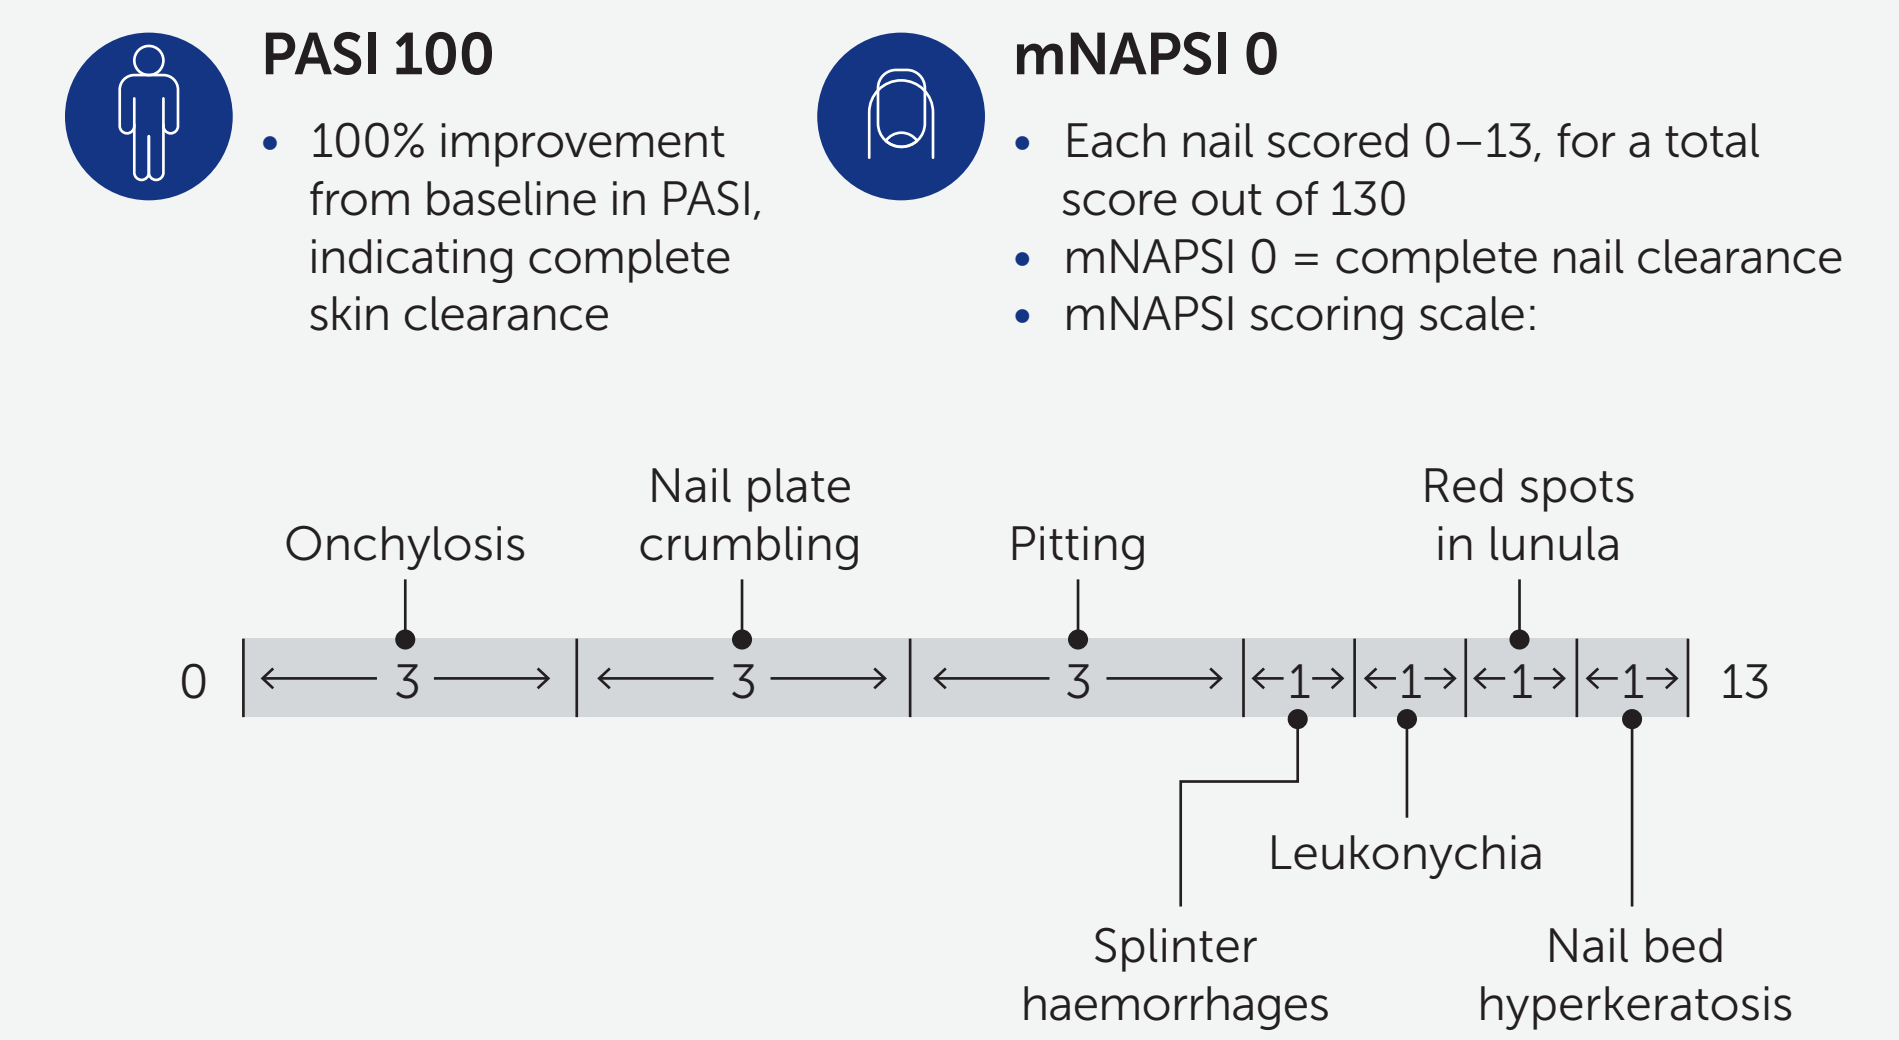 PASI 100
• 100% improvement
from baseline in PASI,
indicating complete
skin clearance
mNAPSI 0
• Each nail scored 0–13, for a total
score out of 130
• mNAPSI 0 = complete nail clearance
• mNAPSI scoring scale:
Onchylosis
Nail plate
crumbling
Pitting
Red spots
in lunula
0 3 3 3 1 1 1 1 13
Leukonychia
Splinter
haemorrhages
Nail bed
hyperkeratosis